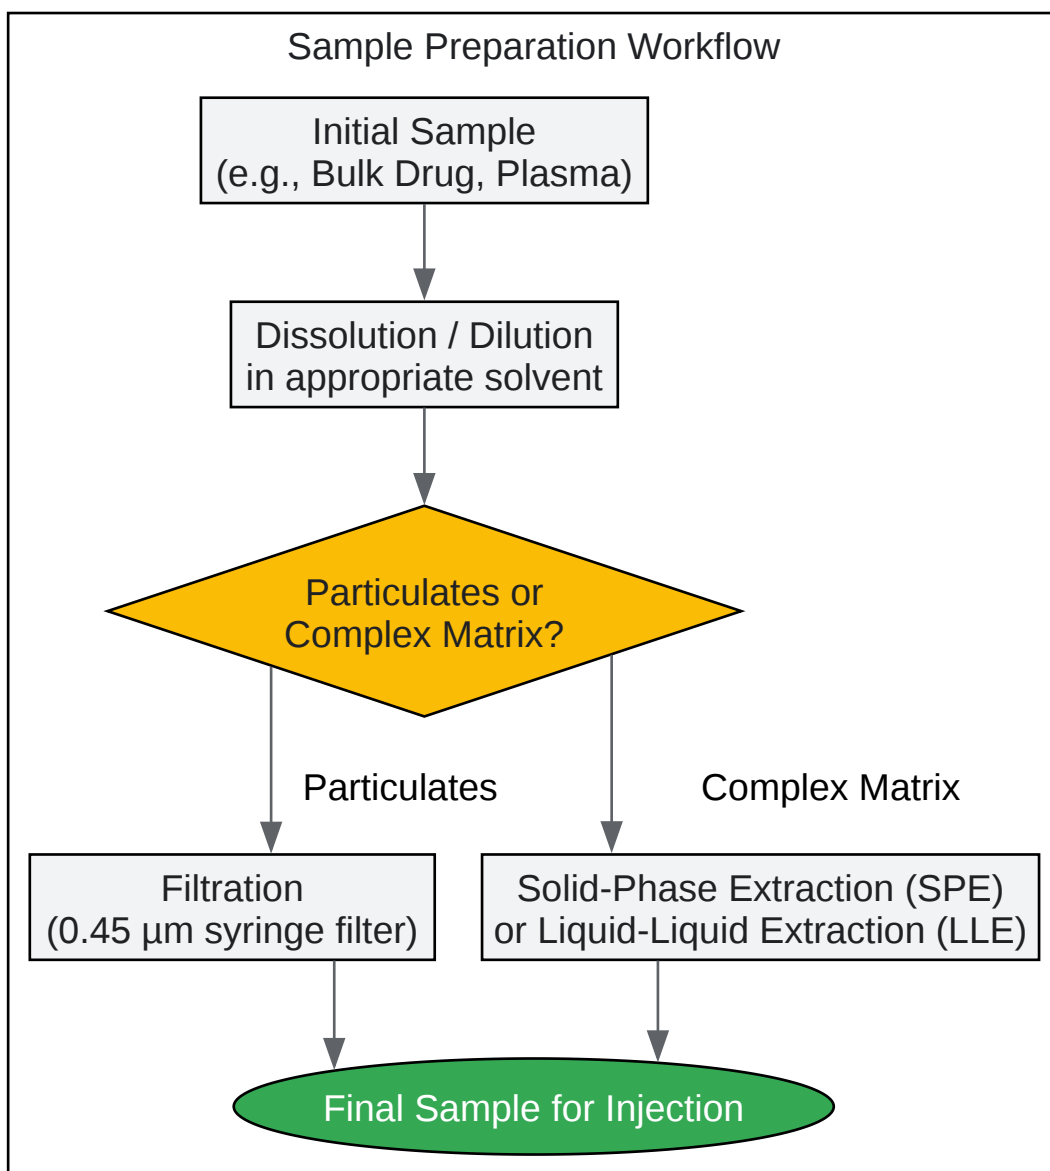 Sample Preparation Workflow
Initial Sample
(e.g., Bulk Drug, Plasma)
Dissolution / Dilution
in appropriate solvent
Particulates or
Complex Matrix?
Particulates
Complex Matrix
Filtration
(0.45 µm syringe filter)
Solid-Phase Extraction (SPE)
or Liquid-Liquid Extraction (LLE)
Final Sample for Injection